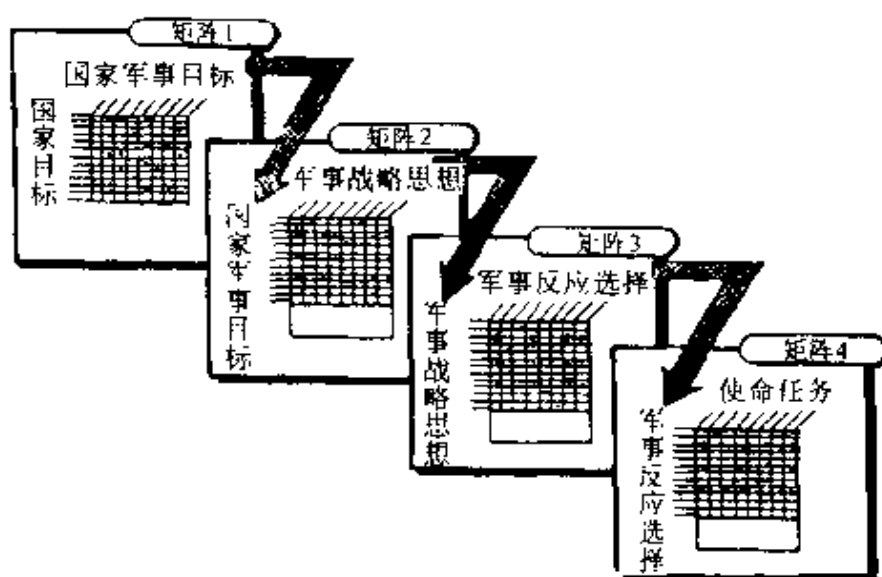 矩阵1
国家军事目标
国家目标
矩阵2
军事战略思想
国家军事目标
矩阵3
军事反应选择
军事战略思想
矩阵4
使命任务
军事反应选择